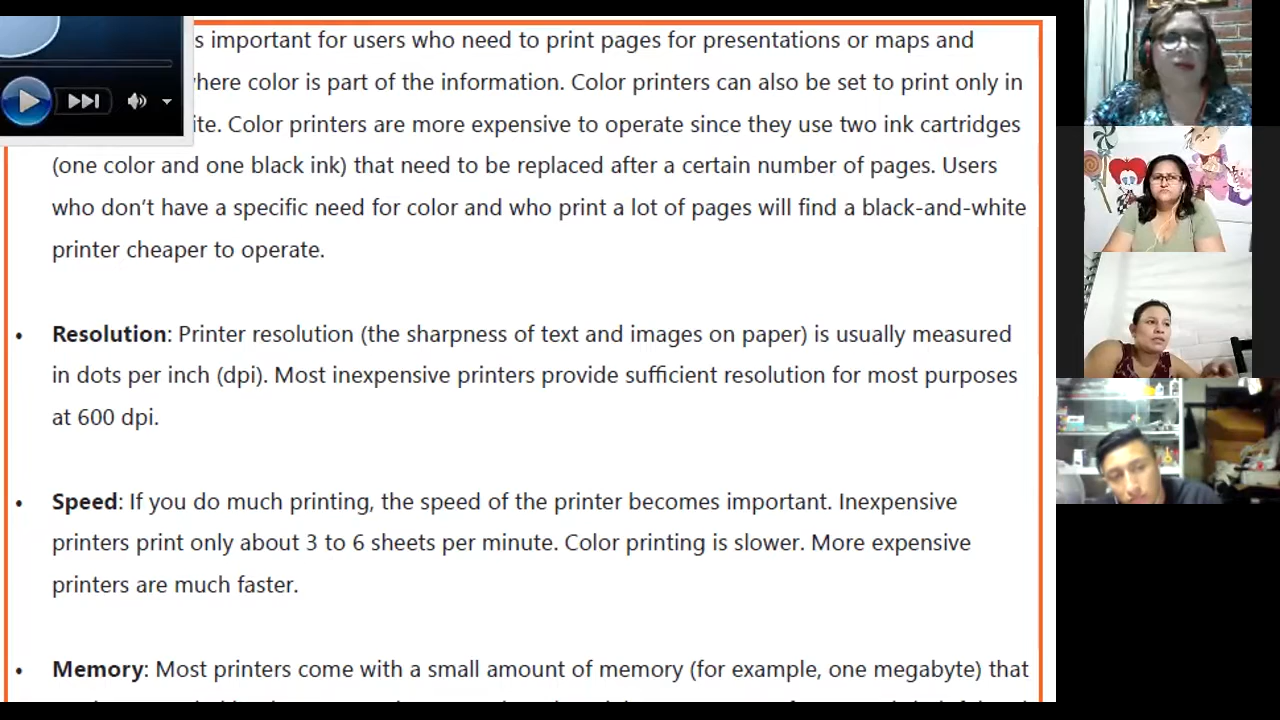 s important for users who need to print pages for presentations or maps and
here color is part of the information. Color printers can also be set to print only in
ite. Color printers are more expensive to operate since they use two ink cartridges
(one color and one black ink) that need to be replaced after a certain number of pages. Users
who don’t have a specific need for color and who print a lot of pages will find a black-and-white
printer cheaper to operate.
• Resolution: Printer resolution (the sharpness of text and images on paper) is usually measured
in dots per inch (dpi). Most inexpensive printers provide sufficient resolution for most purposes
at 600 dpi.
• Speed: If you do much printing, the speed of the printer becomes important. Inexpensive
printers print only about 3 to 6 sheets per minute. Color printing is slower. More expensive
printers are much faster.
• Memory: Most printers come with a small amount of memory (for example, one megabyte) that